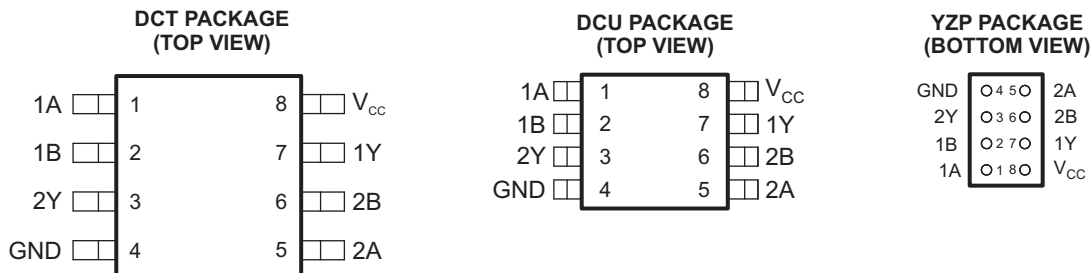 DCT PACKAGE
(TOP VIEW)
1A 1 8 VCC
1B 2 7 1Y
2Y 3 6 2B
GND 4 5 2A
DCU PACKAGE
(TOP VIEW)
1A 1 8 VCC
1B 2 7 1Y
2Y 3 6 2B
GND 4 5 2A
YZP PACKAGE
(BOTTOM VIEW)
GND 4 5 2A
2Y 3 6 2B
1B 2 7 1Y
1A 1 8 VCC